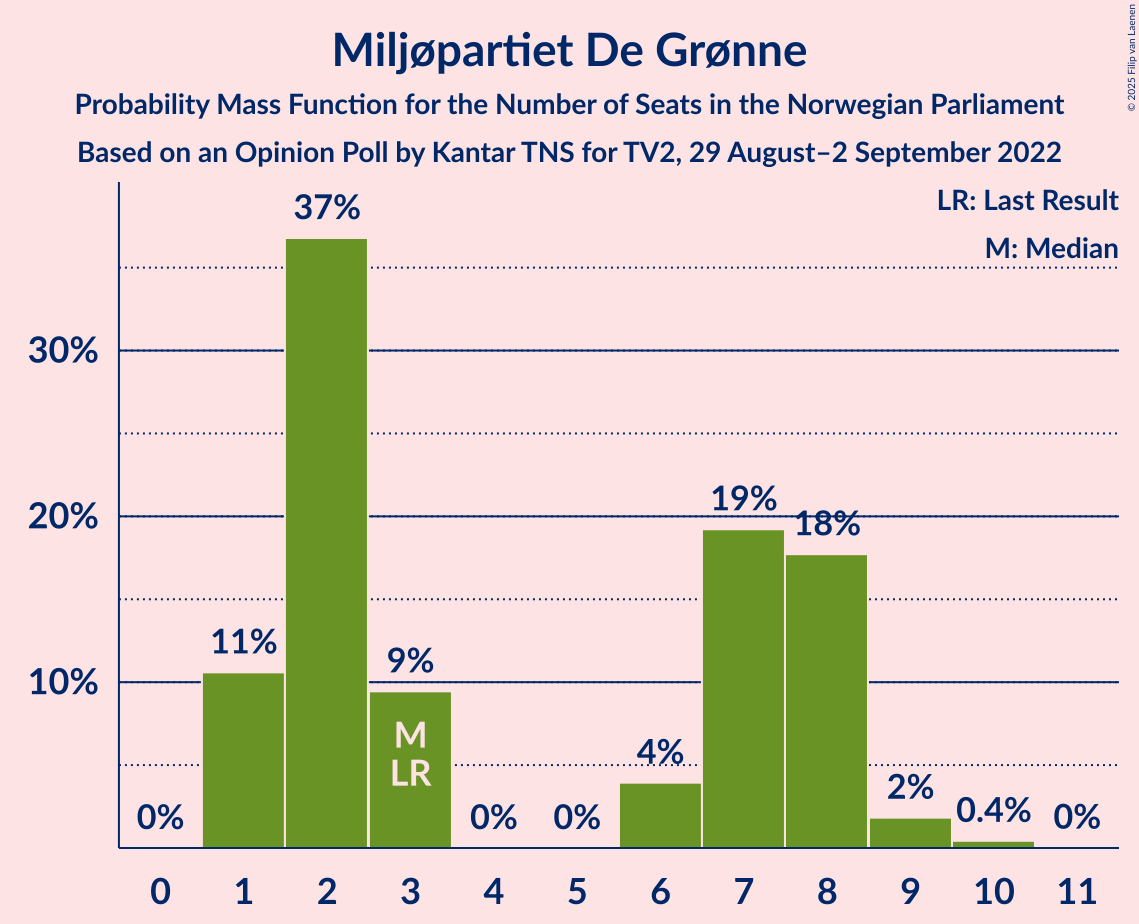 Miljøpartiet De Grønne
Probability Mass Function for the Number of Seats in the Norwegian Parliament
Based on an Opinion Poll by Kantar TNS for TV2, 29 August–2 September 2022
© 2025 Filip van Laenen
LR: Last Result
M: Median
30%
20%
10%
0%
11%
37%
9%
M
LR
0%
0%
4%
19%
18%
2%
0.4%
0%
0 1 2 3 4 5 6 7 8 9 10 11